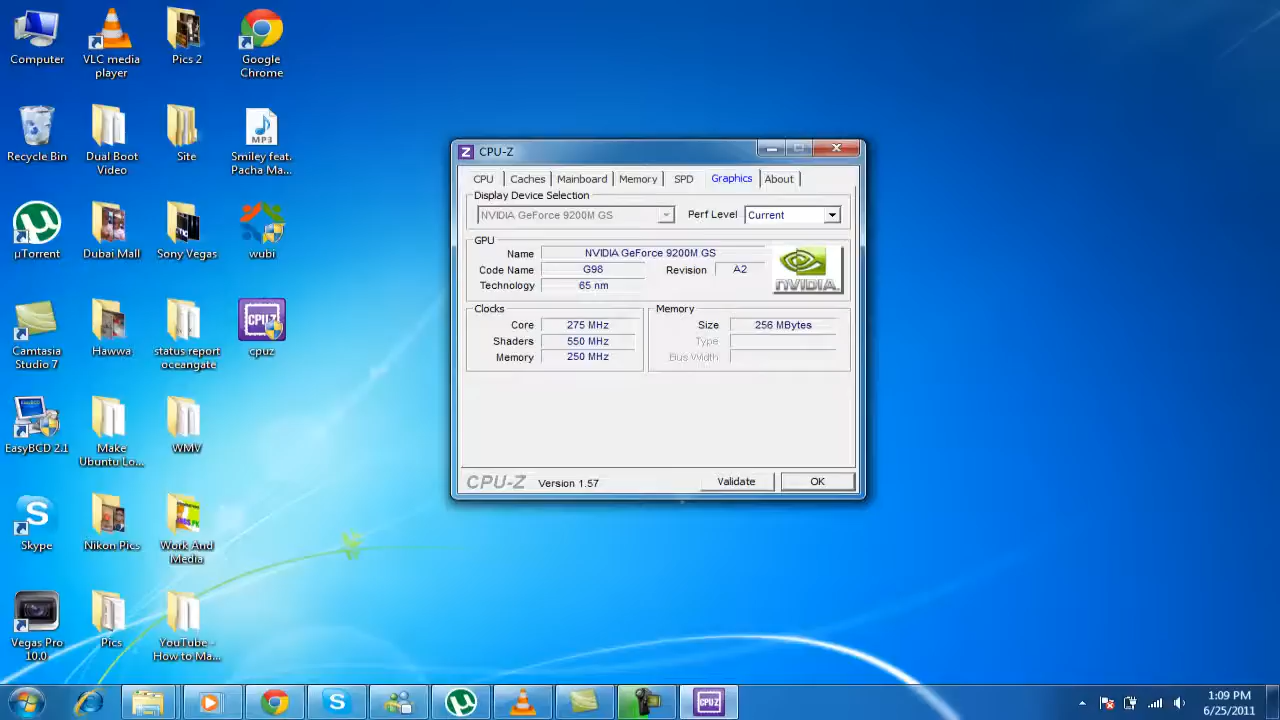 Computer
VLC media
player
Pics 2
Google
Chrome
Recycle Bin
Dual Boot
Video
Site
MP3
Smiley feat.
Pacha Ma...
µTorrent
Dubai Mall
Sony Vegas
wubi
Camtasia
Studio 7
Hawwa
status report
oceangate
CPUZ
cpuz
EasyBCD 2.1
Make
Ubuntu Lo...
WMV
Skype
Nikon Pics
Work And
Media
Vegas Pro
10.0
Pics
YouTube -
How to Ma...
Z CPU-Z
CPU Caches Mainboard Memory SPD Graphics About
Display Device Selection
NVIDIA GeForce 9200M GS Perf Level Current
GPU
Name NVIDIA GeForce 9200M GS
Code Name G98 Revision A2
Technology 65 nm
NVIDIA.
Clocks
Core 275 MHz
Shaders 550 MHz
Memory 250 MHz
Memory
Size 256 MBytes
Type
Bus Width
CPU-Z Version 1.57 Validate OK
CPUZ
1:09 PM
6/25/2011